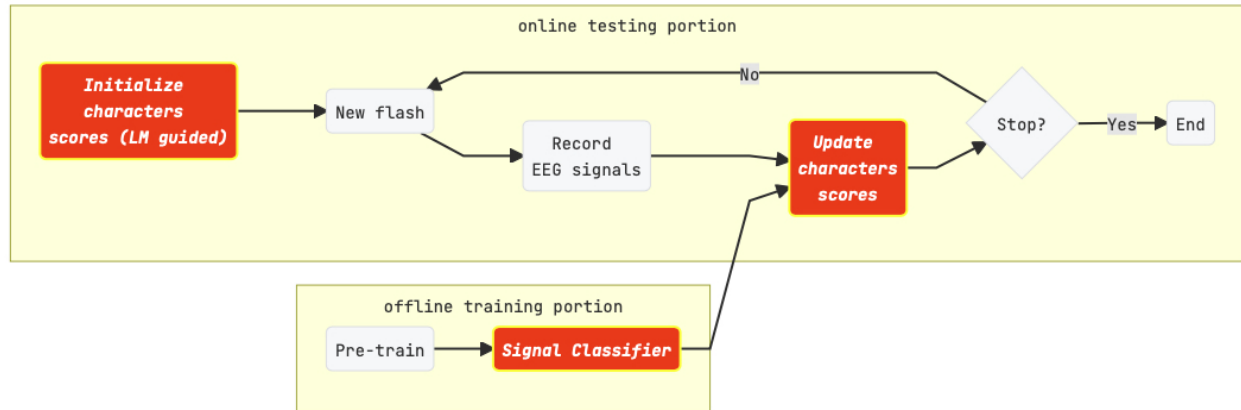 online testing portion
Initialize
characters
scores (LM guided)
New flash
No
Record
EEG signals
Update
characters
scores
Stop?
Yes
End
offline training portion
Pre-train
Signal Classifier